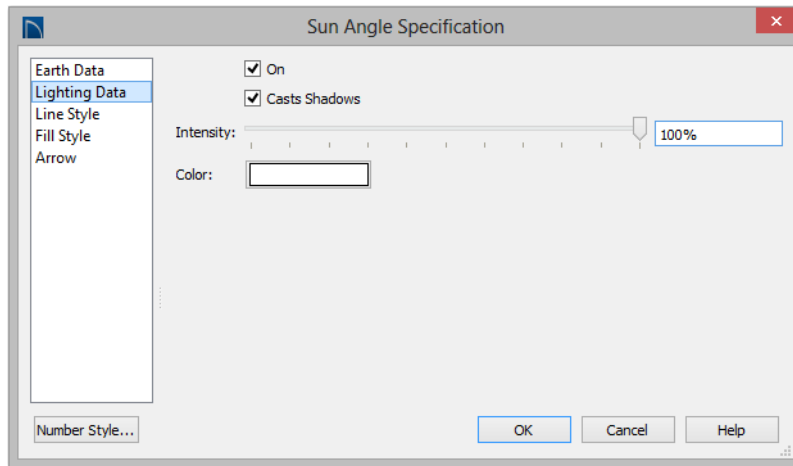 Sun Angle Specification
Earth Data
Lighting Data
Line Style
Fill Style
Arrow
On
Casts Shadows
Intensity: 100%
Color:
Number Style... OK Cancel Help